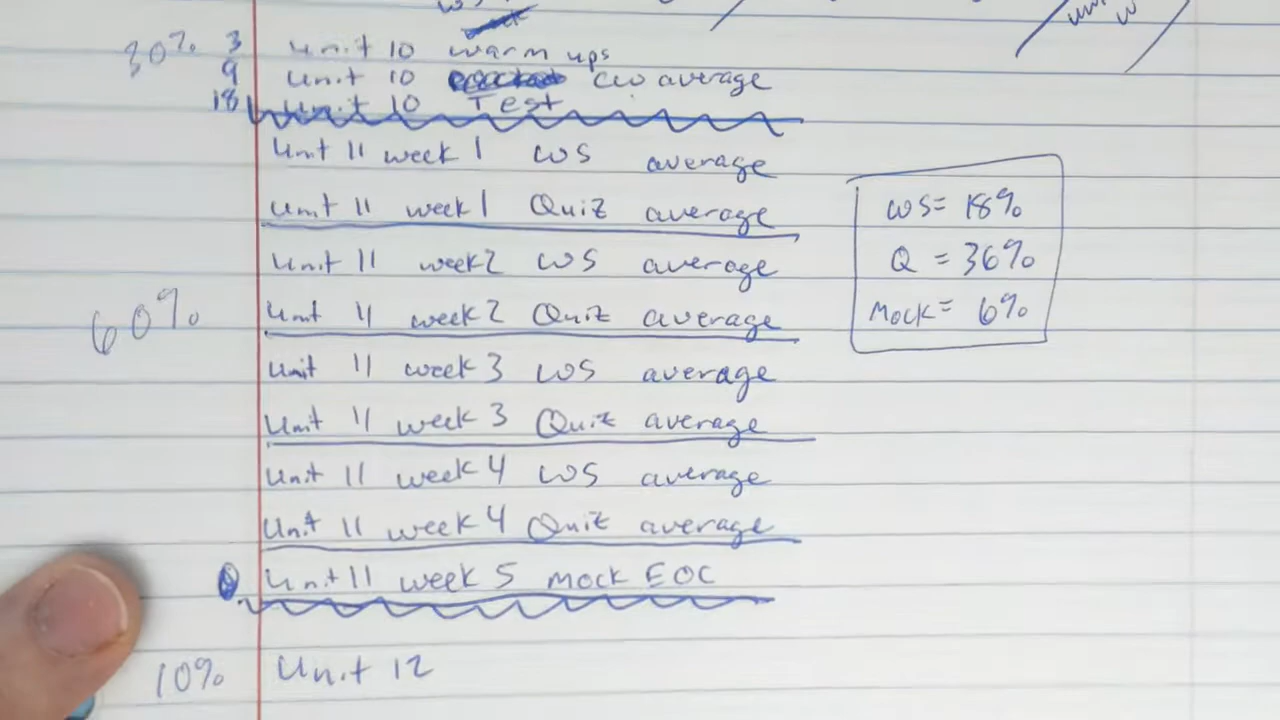 30% 3 Unit 10 warm ups
9 Unit 10 CW average
18 Unit 10 Test
Unit 11 week 1 WS average
Unit 11 week 1 Quiz average
Unit 11 week 2 WS average
60% Unit 11 week 2 Quiz average
Unit 11 week 3 WS average
Unit 11 week 3 Quiz average
Unit 11 week 4 WS average
Unit 11 week 4 Quiz average
Unit 11 week 5 mock EOC
10% Unit 12
WS = 18%
Q = 36%
Mock = 6%